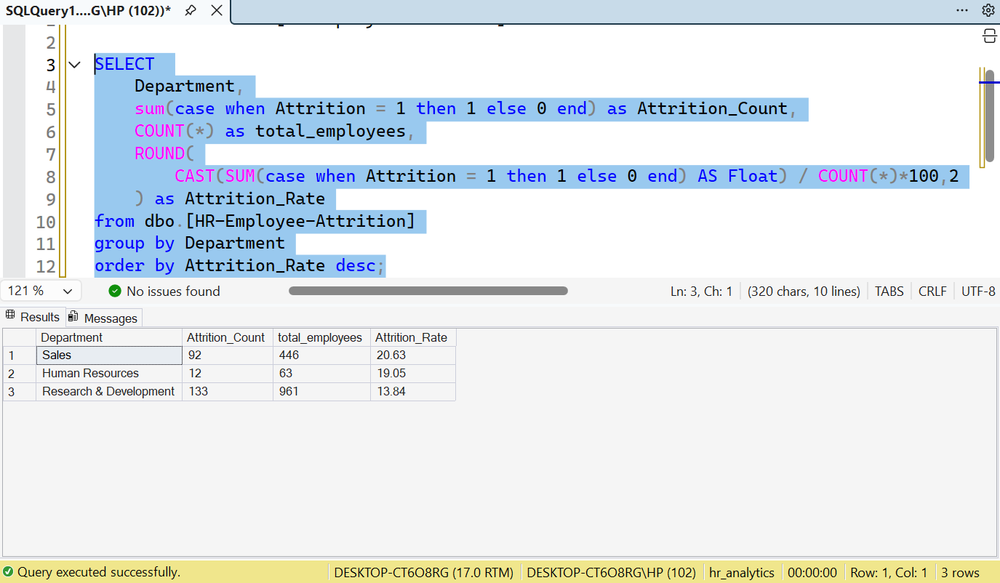 SQLQuery1....G\HP (102))*
2
3 SELECT
4 Department,
5 sum(case when Attrition = 1 then 1 else 0 end) as Attrition_Count,
6 COUNT(*) as total_employees,
7 ROUND(
8 CAST(SUM(case when Attrition = 1 then 1 else 0 end) AS Float) / COUNT(*)*100,2
9 ) as Attrition_Rate
10 from dbo.[HR-Employee-Attrition]
11 group by Department
12 order by Attrition_Rate desc;
121 % No issues found Ln: 3, Ch: 1 (320 chars, 10 lines) TABS CRLF UTF-8
Results Messages
Department Attrition_Count total_employees Attrition_Rate
1 Sales 92 446 20.63
2 Human Resources 12 63 19.05
3 Research & Development 133 961 13.84
Query executed successfully. DESKTOP-CT6O8RG (17.0 RTM) DESKTOP-CT6O8RG\HP (102) hr_analytics 00:00:00 Row: 1, Col: 1 3 rows